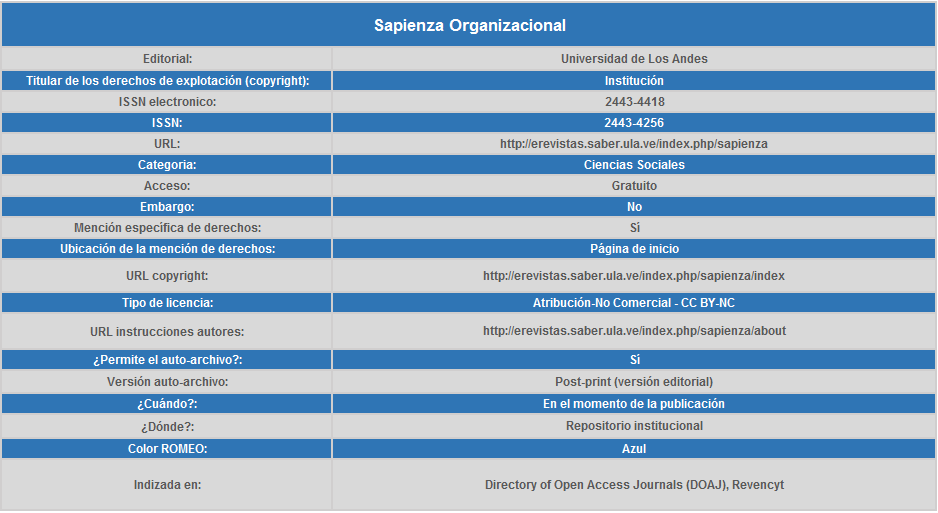 Sapienza Organizacional
Editorial: Universidad de Los Andes
Titular de los derechos de explotación (copyright): Institución
ISSN electronico: 2443-4418
ISSN: 2443-4256
URL: http://erevistas.saber.ula.ve/index.php/sapienza
Categoria: Ciencias Sociales
Acceso: Gratuito
Embargo: No
Mención específica de derechos: Sí
Ubicación de la mención de derechos: Página de inicio
URL copyright: http://erevistas.saber.ula.ve/index.php/sapienza/index
Tipo de licencia: Atribución-No Comercial - CC BY-NC
URL instrucciones autores: http://erevistas.saber.ula.ve/index.php/sapienza/about
¿Permite el auto-archivo?: Sí
Versión auto-archivo: Post-print (versión editorial)
¿Cuándo?: En el momento de la publicación
¿Dónde?: Repositorio institucional
Color ROMEO: Azul
Indizada en: Directory of Open Access Journals (DOAJ), Revencyt